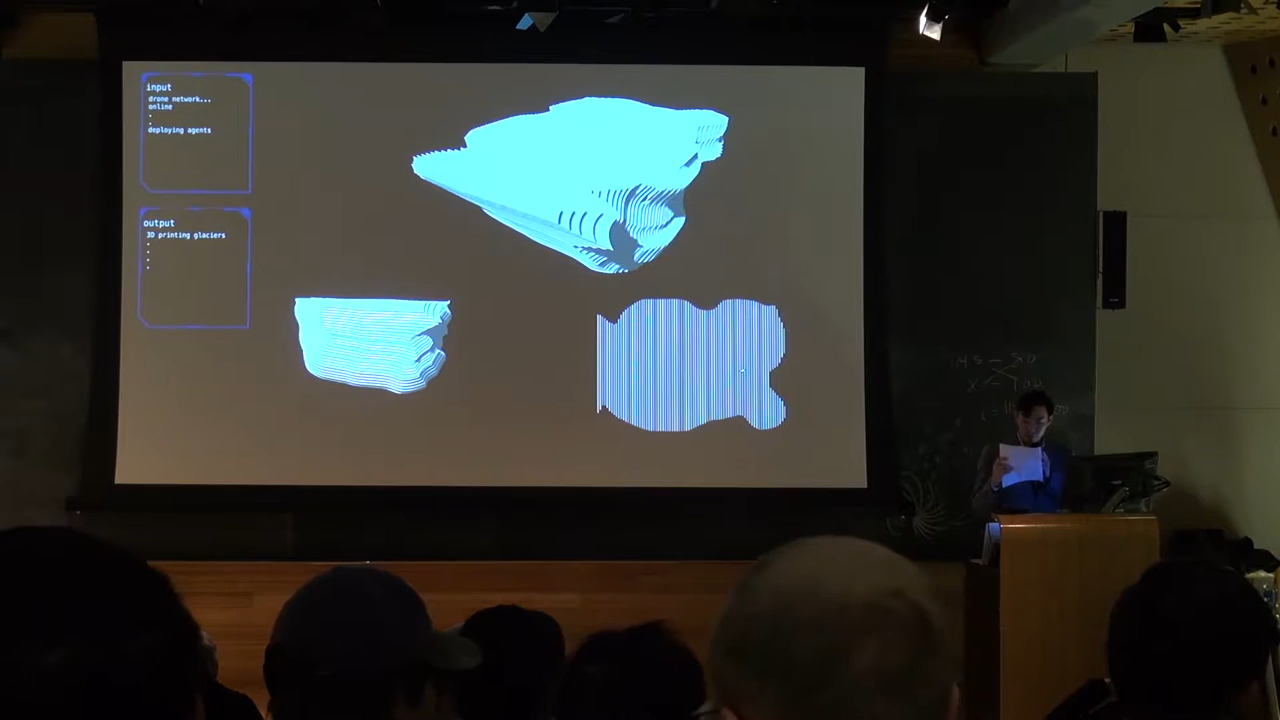 input
drone network...
online
.
.
deploying agents
output
3D printing glaciers
.
.
.
.